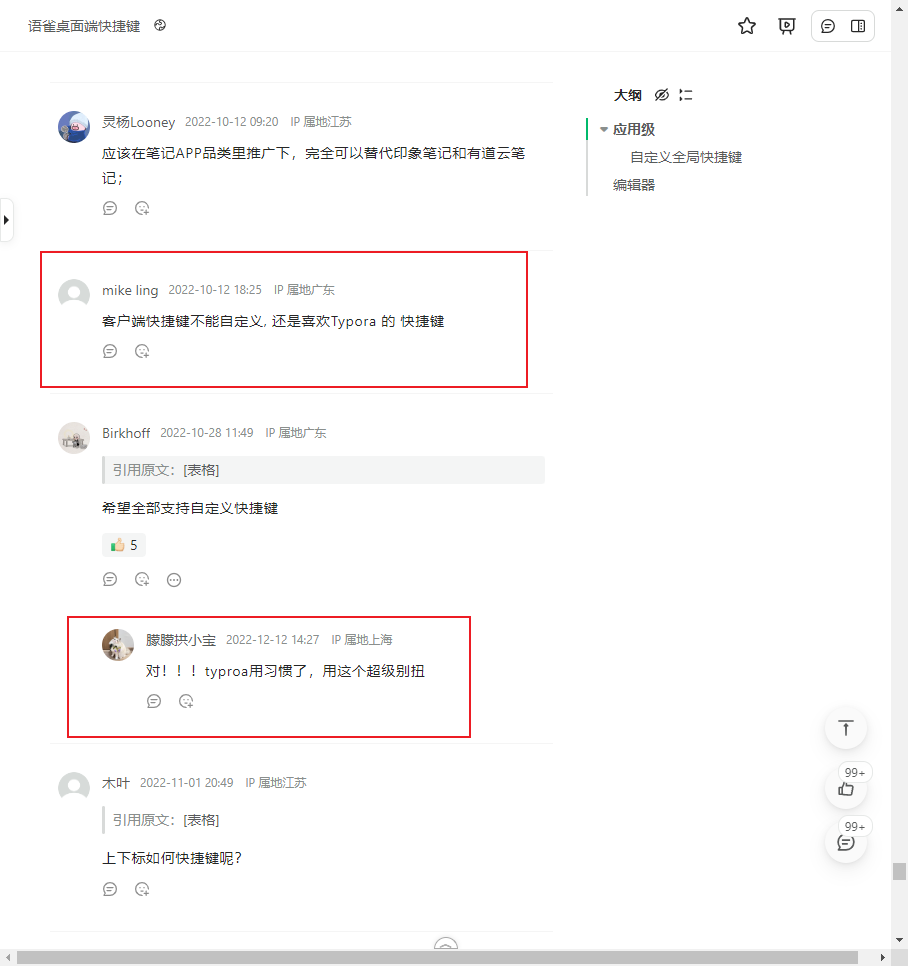 语雀桌面端快捷键
灵杨Looney 2022-10-12 09:20 IP 属地江苏
应该在笔记APP品类里推广下，完全可以替代印象笔记和有道云笔
记；
mike ling 2022-10-12 18:25 IP 属地广东
客户端快捷键不能自定义, 还是喜欢Typora 的 快捷键
Birkhoff 2022-10-28 11:49 IP 属地广东
引用原文：[表格]
希望全部支持自定义快捷键
5
朦朦拱小宝 2022-12-12 14:27 IP 属地上海
对！！！typroa用习惯了，用这个超级别扭
木叶 2022-11-01 20:49 IP 属地江苏
引用原文：[表格]
上下标如何快捷键呢？
大纲
应用级
自定义全局快捷键
编辑器
99+
99+